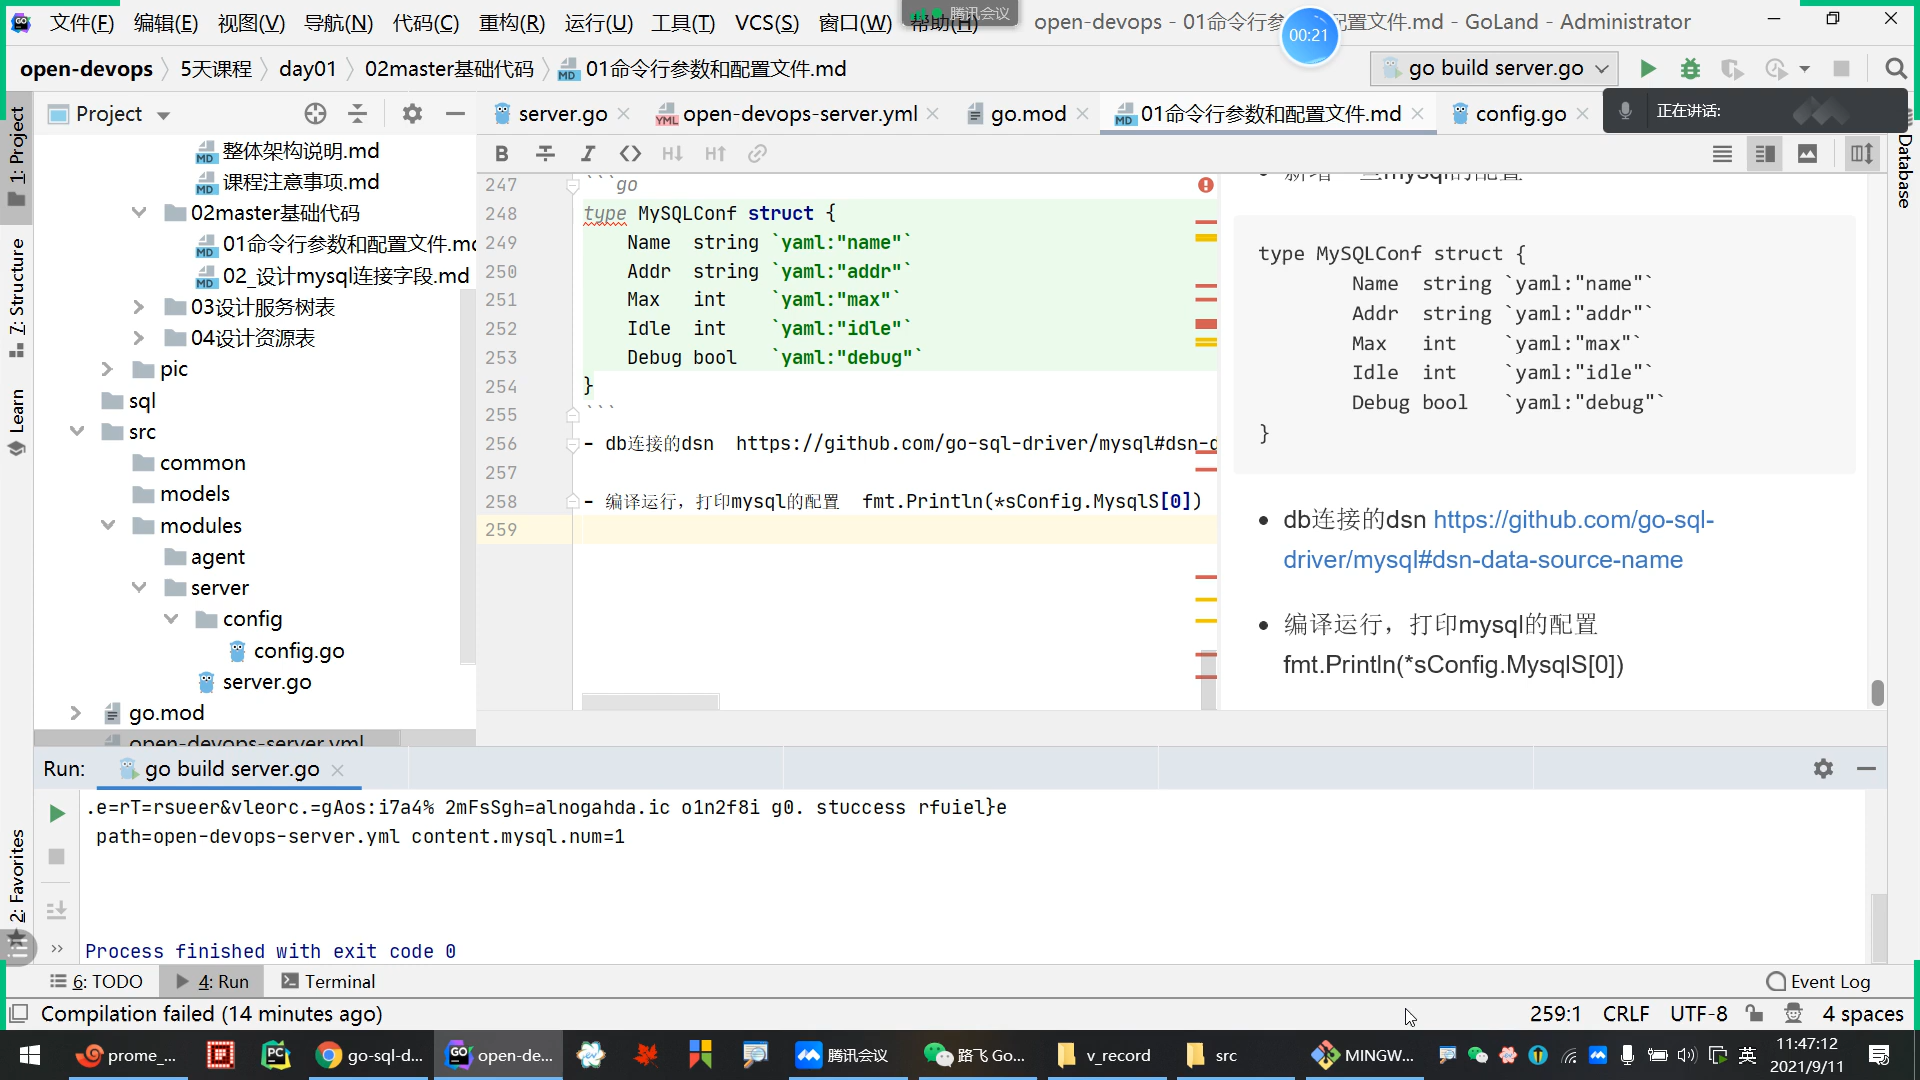 文件(F) 编辑(E) 视图(V) 导航(N) 代码(C) 重构(R) 运行(U) 工具(T) VCS(S) 窗口(W) 帮助(H) 腾讯会议 open-devops - 01命令行参 配置文件.md - GoLand - Administrator
00:21
open-devops 5天课程 day01 02master基础代码 01命令行参数和配置文件.md go build server.go
Project server.go open-devops-server.yml go.mod 01命令行参数和配置文件.md config.go 正在讲话:
1: Project
7: Structure
Learn
2: Favorites
Database
整体架构说明.md
课程注意事项.md
02master基础代码
01命令行参数和配置文件.md
02_设计mysql连接字段.md
03设计服务树表
04设计资源表
pic
sql
src
common
models
modules
agent
server
config
config.go
server.go
go.mod
open-devops-server.yml
247 ```go
248 type MySQLConf struct {
249 Name string `yaml:"name"`
250 Addr string `yaml:"addr"`
251 Max int `yaml:"max"`
252 Idle int `yaml:"idle"`
253 Debug bool `yaml:"debug"`
254 }
255 ```
256 - db连接的dsn https://github.com/go-sql-driver/mysql#dsn-d
257
258 - 编译运行，打印mysql的配置 fmt.Println(*sConfig.MysqlS[0])
259
type MySQLConf struct {
Name string `yaml:"name"`
Addr string `yaml:"addr"`
Max int `yaml:"max"`
Idle int `yaml:"idle"`
Debug bool `yaml:"debug"`
}
db连接的dsn https://github.com/go-sql-
driver/mysql#dsn-data-source-name
编译运行，打印mysql的配置
fmt.Println(*sConfig.MysqlS[0])
Run: go build server.go
.e=rT=rsueer&vleorc.=gAos:i7a4% 2mFsSgh=alnogahda.ic o1n2f8i g0. stuccess rfuiel}e
path=open-devops-server.yml content.mysql.num=1
Process finished with exit code 0
6: TODO 4: Run Terminal Event Log
Compilation failed (14 minutes ago) 259:1 CRLF UTF-8 4 spaces
prome_... go-sql-d... open-de... 腾讯会议 路飞 Go... v_record src MINGW... 英 11:47:12
2021/9/11